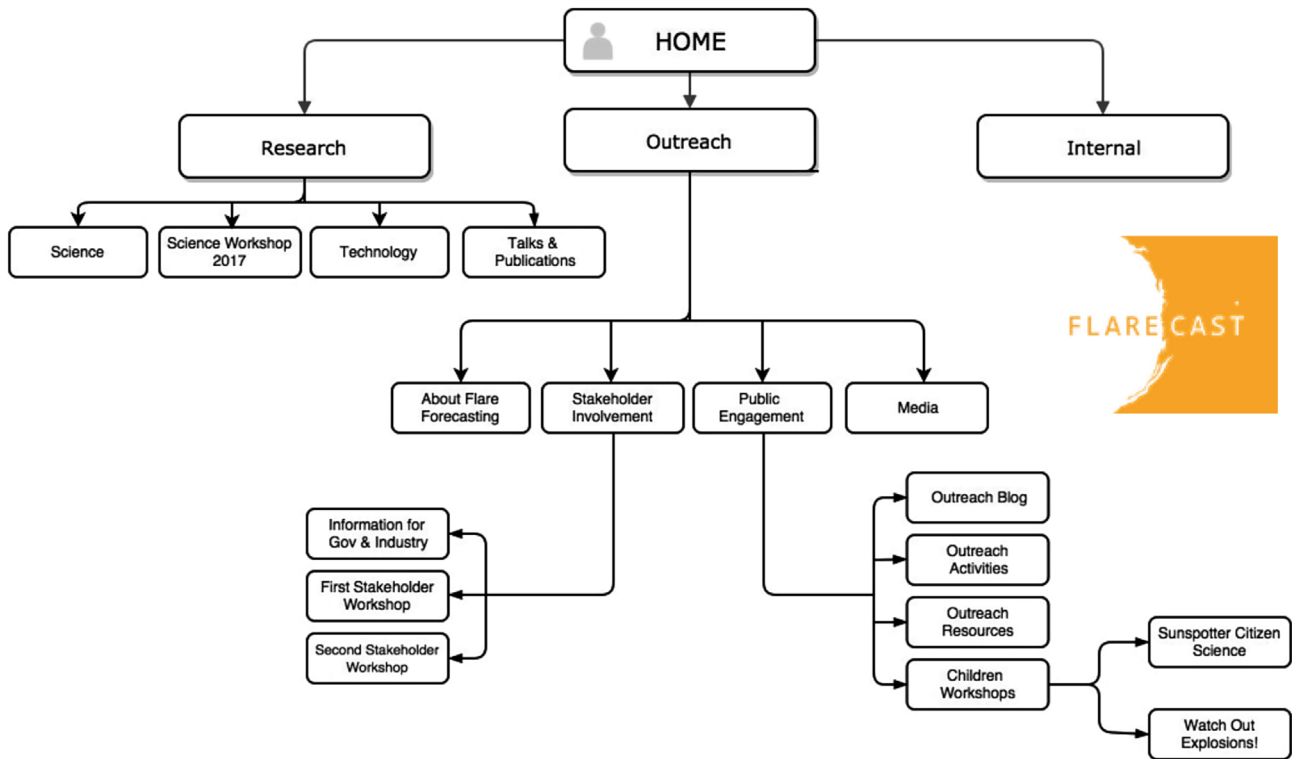 HOME
Research
Outreach
Internal
Science
Science Workshop
2017
Technology
Talks &
Publications
FLARECAST
About Flare
Forecasting
Stakeholder
Involvement
Public
Engagement
Media
Information for
Gov & Industry
First Stakeholder
Workshop
Second Stakeholder
Workshop
Outreach Blog
Outreach
Activities
Outreach
Resources
Children
Workshops
Sunspotter Citizen
Science
Watch Out
Explosions!